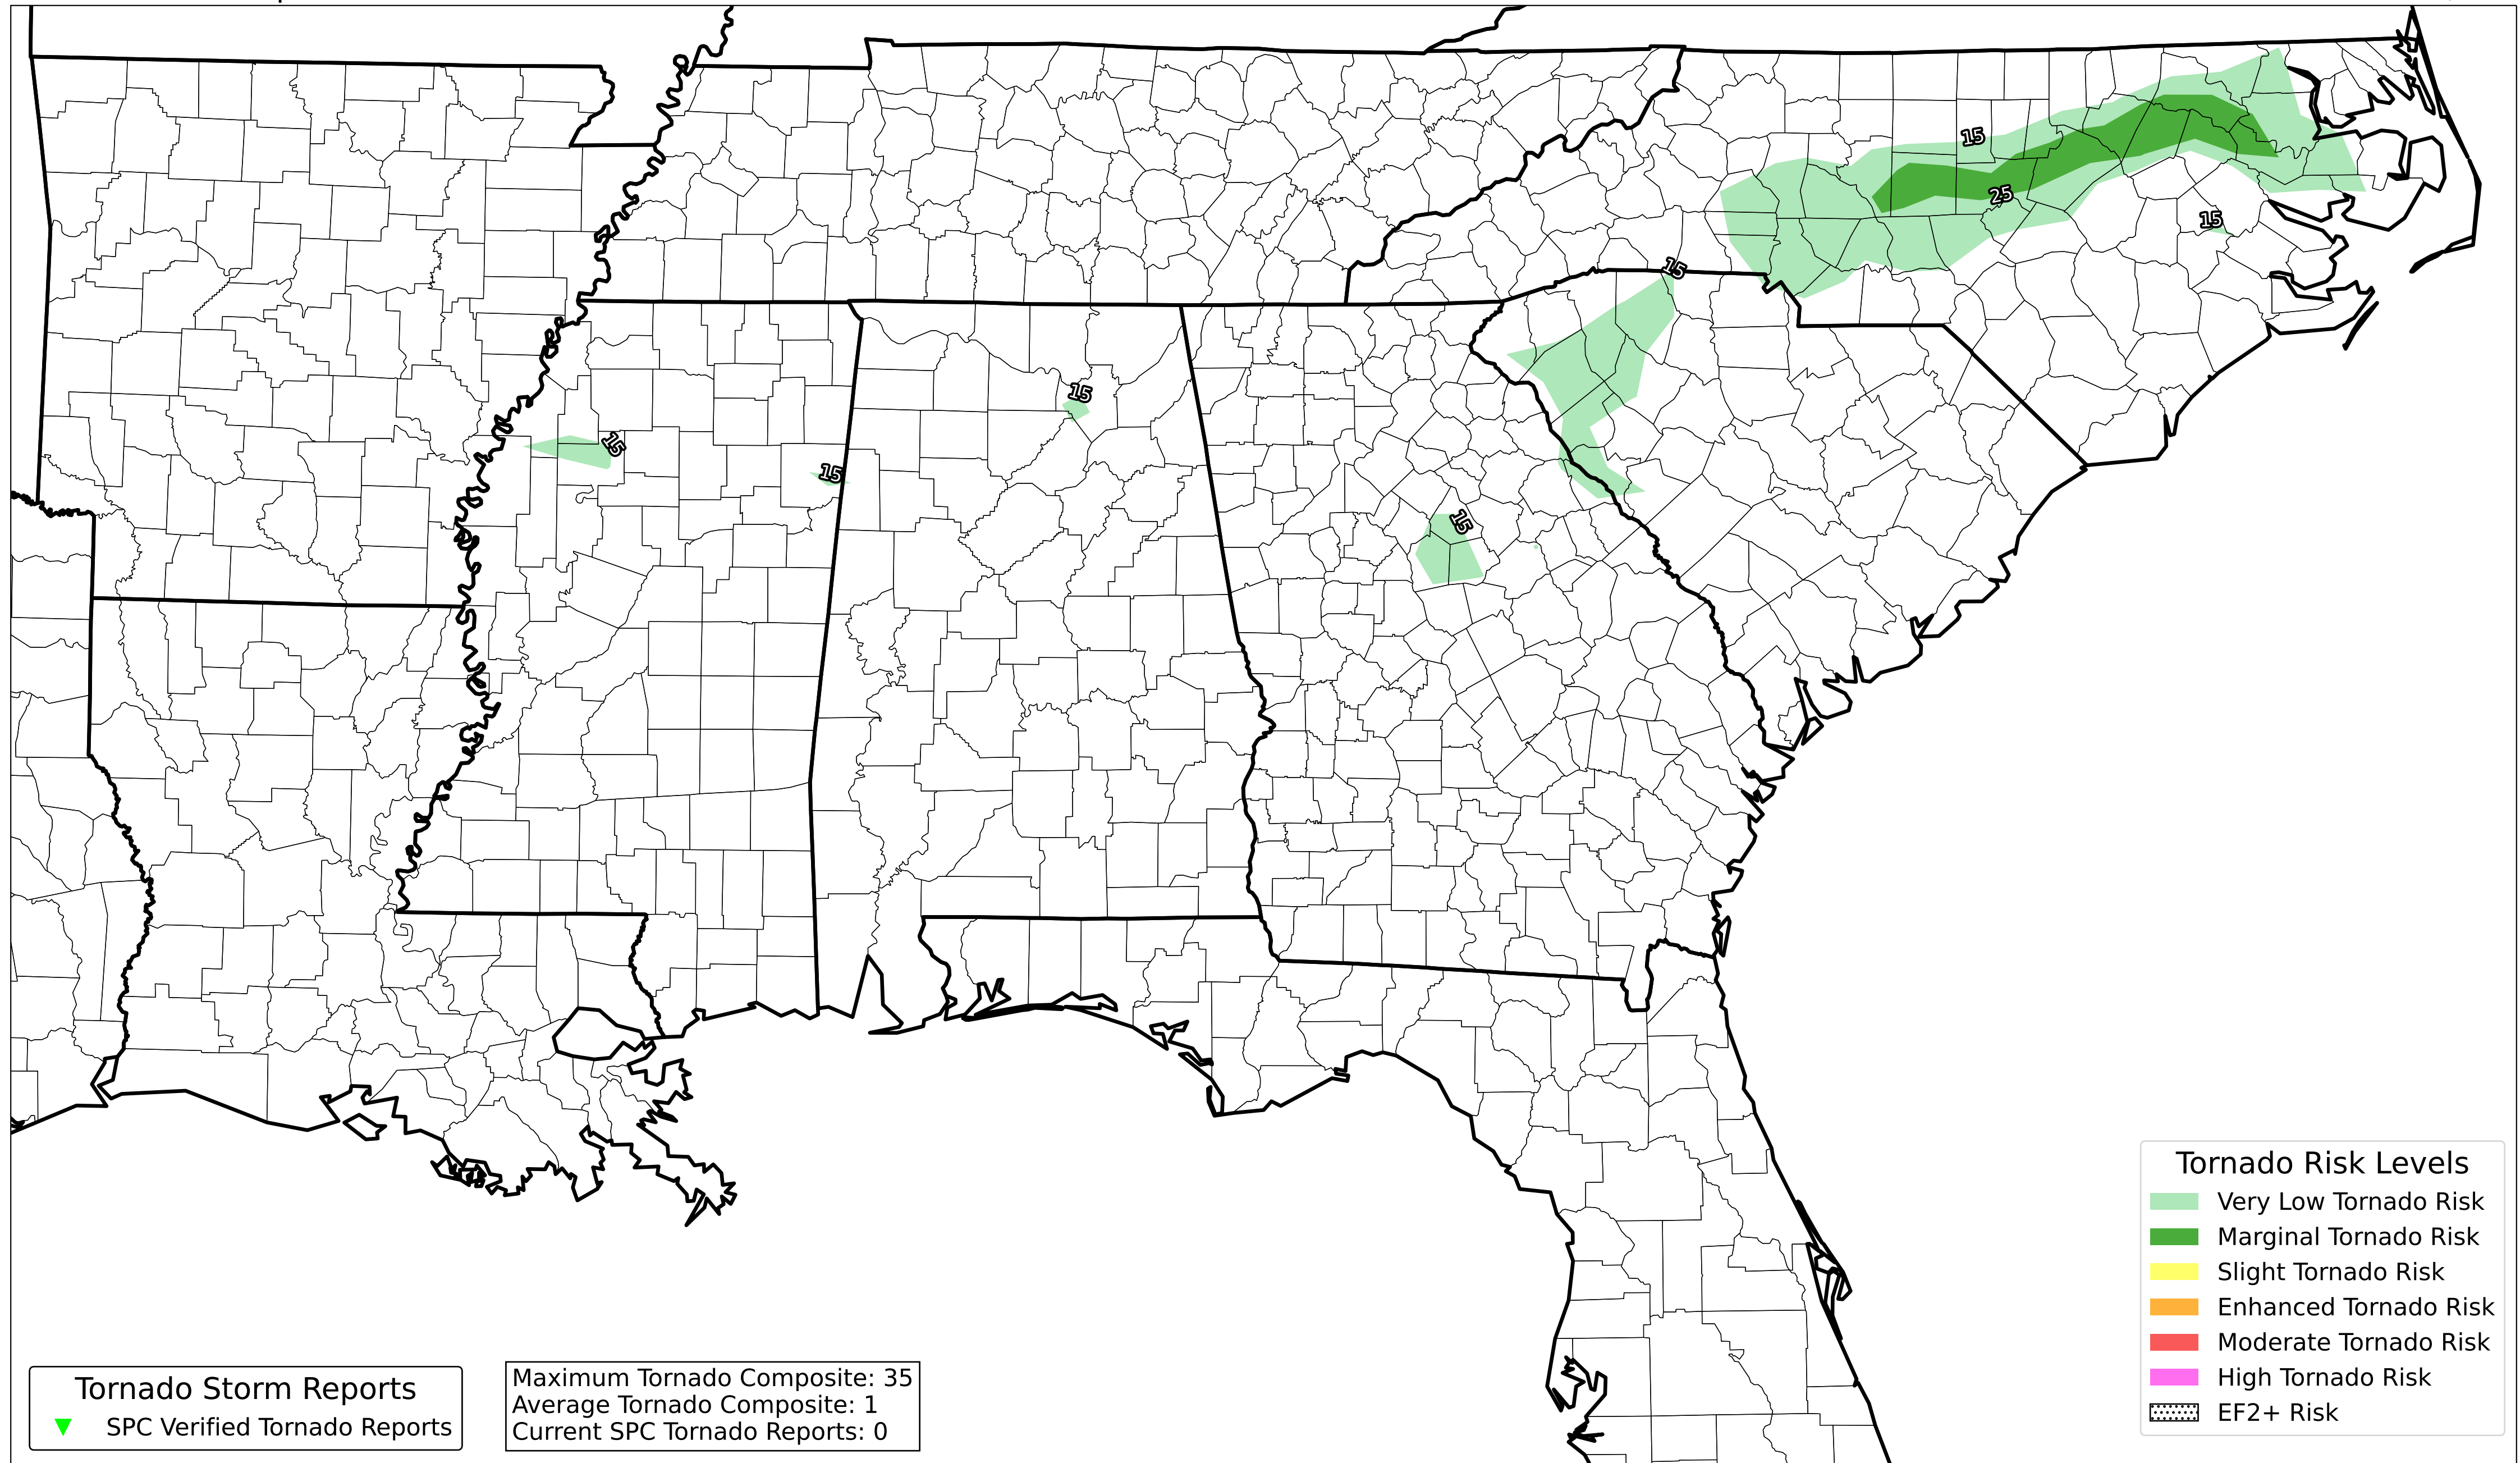 15
25
15
15
15
15
15
15
Tornado Risk Levels
Very Low Tornado Risk
Marginal Tornado Risk
Slight Tornado Risk
Enhanced Tornado Risk
Moderate Tornado Risk
High Tornado Risk
EF2+ Risk
Tornado Storm Reports
SPC Verified Tornado Reports
Maximum Tornado Composite: 35
Average Tornado Composite: 1
Current SPC Tornado Reports: 0